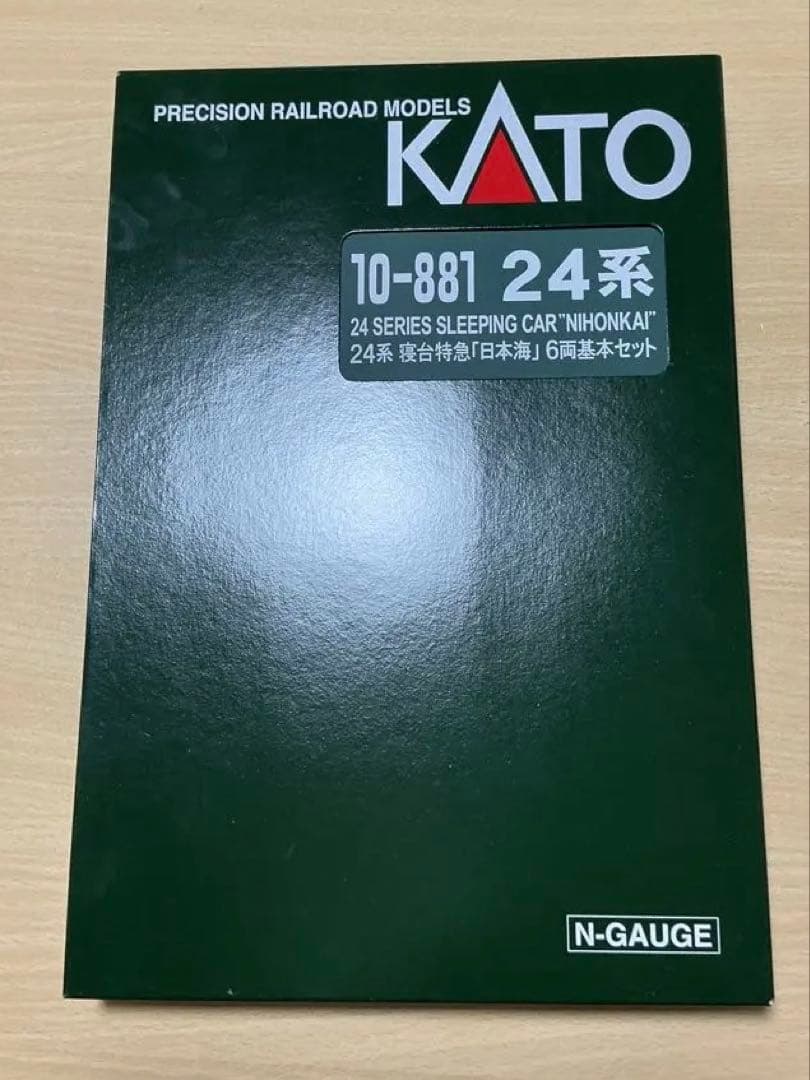 PRECISION RAILROAD MODELS
KATO
10-881 24系
24 SERIES SLEEPING CAR"NIHONKAI"
24系 寝台特急「日本海」6両基本セット
N-GAUGE